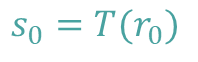 s₀ = T(r₀)